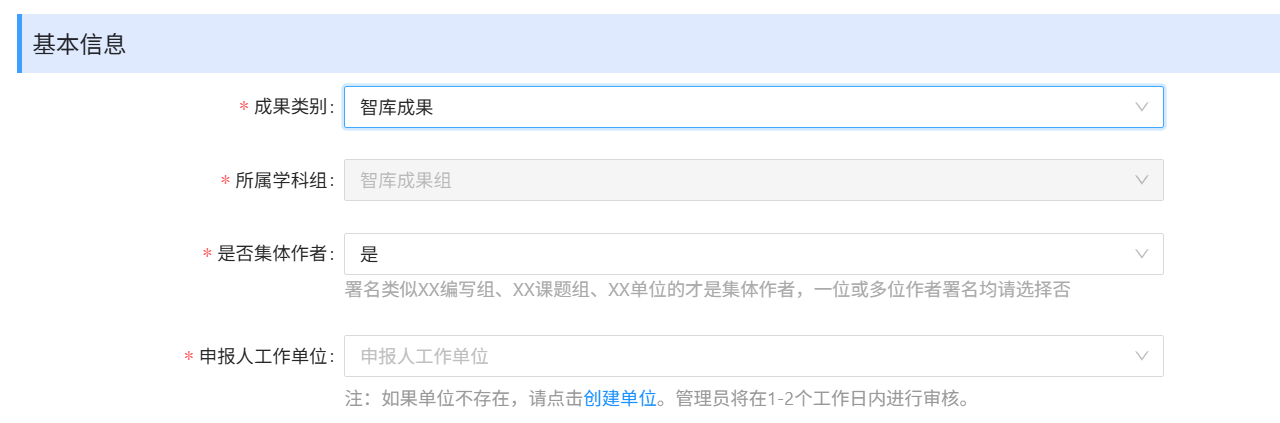 基本信息
* 成果类别： 智库成果
* 所属学科组： 智库成果组
* 是否集体作者： 是
署名类似XX编写组、XX课题组、XX单位的才是集体作者，一位或多位作者署名均请选择否
* 申报人工作单位： 申报人工作单位
注：如果单位不存在，请点击创建单位。管理员将在1-2个工作日内进行审核。